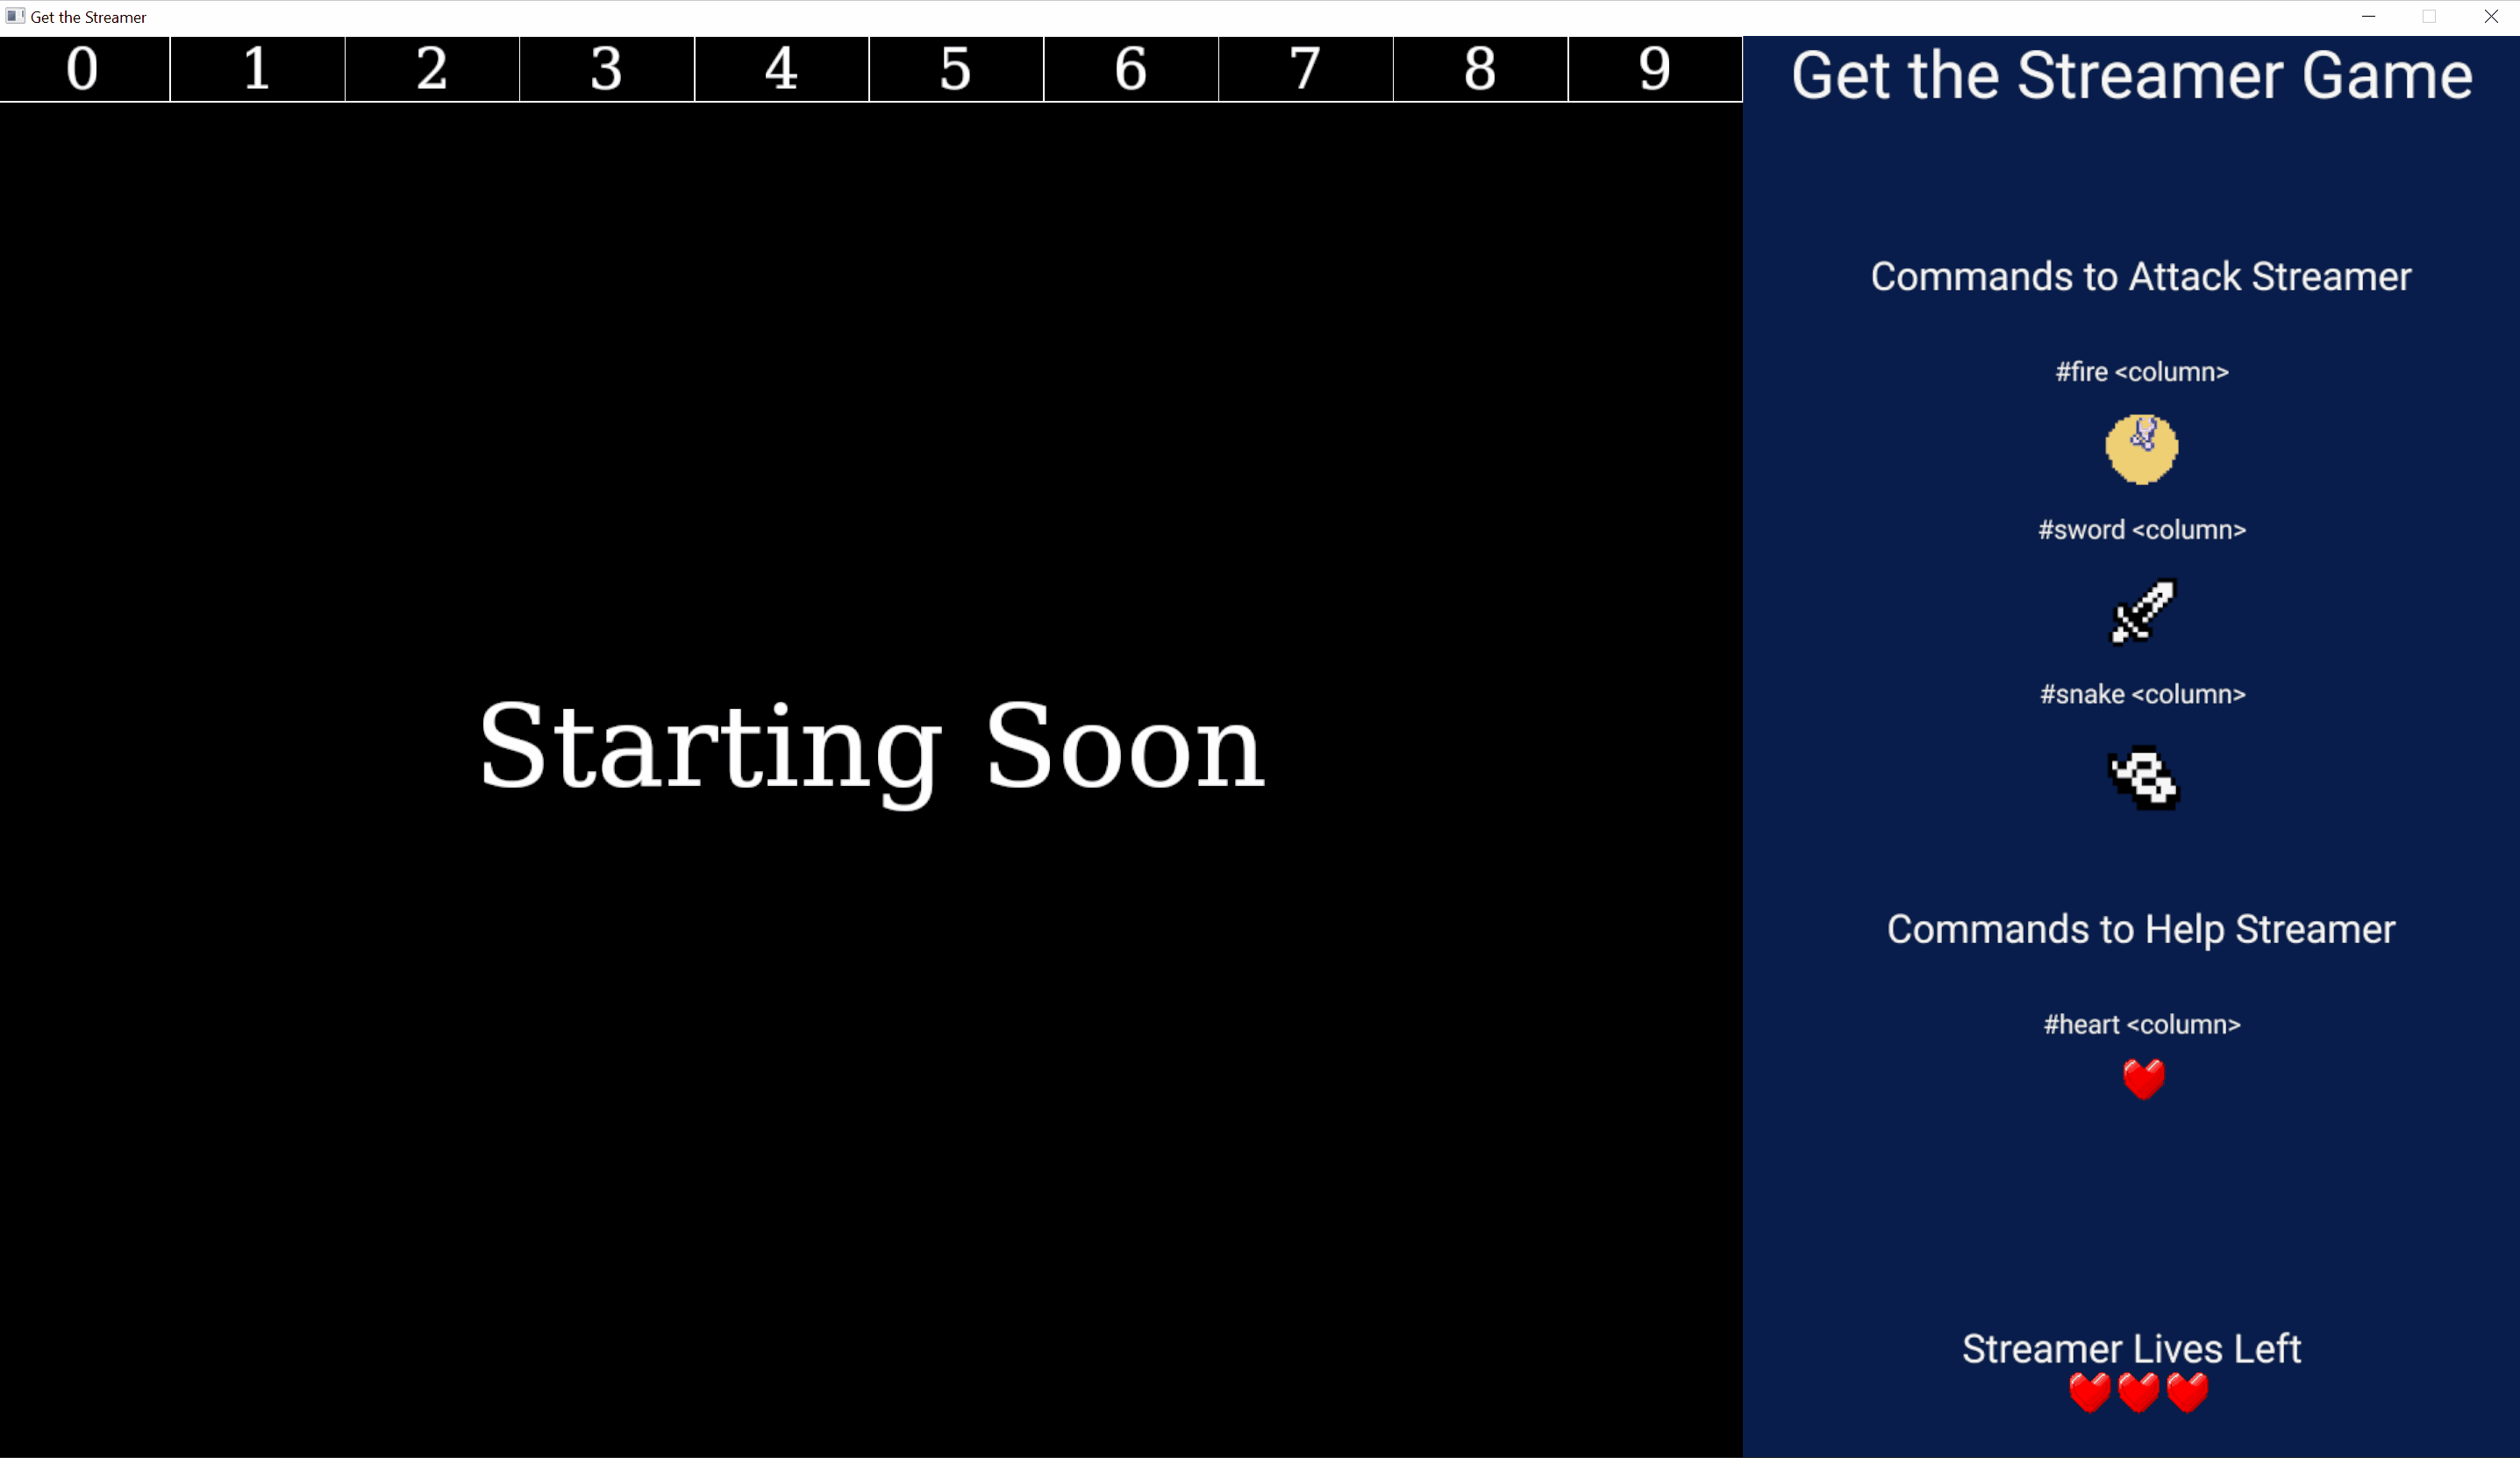 Get the Streamer
0 1 2 3 4 5 6 7 8 9
Starting Soon
Get the Streamer Game
Commands to Attack Streamer
#fire <column>
#sword <column>
#snake <column>
Commands to Help Streamer
#heart <column>
Streamer Lives Left